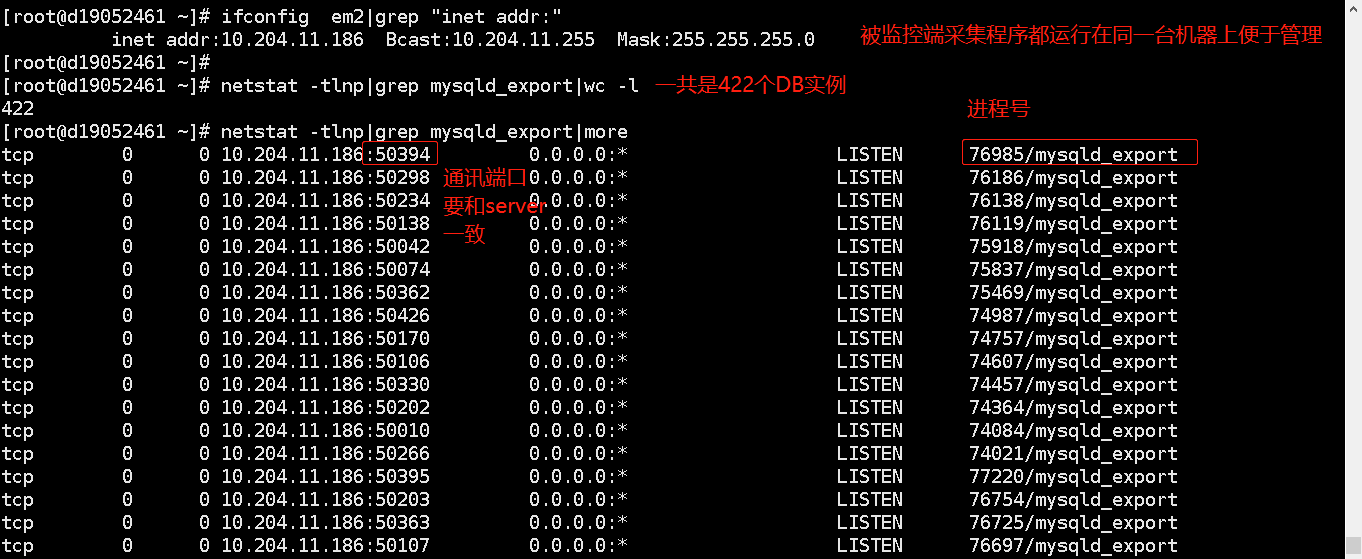 [root@d19052461 ~]# ifconfig  em2|grep "inet addr:"
inet addr:10.204.11.186  Bcast:10.204.11.255  Mask:255.255.255.0 被监控端采集程序都运行在同一台机器上便于管理
[root@d19052461 ~]#
[root@d19052461 ~]# netstat -tlnp|grep mysqld_export|wc -l 一共是422个DB实例
422
进程号
[root@d19052461 ~]# netstat -tlnp|grep mysqld_export|more
tcp 0 0 10.204.11.186:50394 0.0.0.0:* LISTEN 76985/mysqld_export
tcp 0 0 10.204.11.186:50298 通讯端口 0.0.0.0:* LISTEN 76186/mysqld_export
tcp 0 0 10.204.11.186:50234 要和server 0.0.0.0:* LISTEN 76138/mysqld_export
tcp 0 0 10.204.11.186:50138 一致 0.0.0.0:* LISTEN 76119/mysqld_export
tcp 0 0 10.204.11.186:50042 0.0.0.0:* LISTEN 75918/mysqld_export
tcp 0 0 10.204.11.186:50074 0.0.0.0:* LISTEN 75837/mysqld_export
tcp 0 0 10.204.11.186:50362 0.0.0.0:* LISTEN 75469/mysqld_export
tcp 0 0 10.204.11.186:50426 0.0.0.0:* LISTEN 74987/mysqld_export
tcp 0 0 10.204.11.186:50170 0.0.0.0:* LISTEN 74757/mysqld_export
tcp 0 0 10.204.11.186:50106 0.0.0.0:* LISTEN 74607/mysqld_export
tcp 0 0 10.204.11.186:50330 0.0.0.0:* LISTEN 74457/mysqld_export
tcp 0 0 10.204.11.186:50202 0.0.0.0:* LISTEN 74364/mysqld_export
tcp 0 0 10.204.11.186:50010 0.0.0.0:* LISTEN 74084/mysqld_export
tcp 0 0 10.204.11.186:50266 0.0.0.0:* LISTEN 74021/mysqld_export
tcp 0 0 10.204.11.186:50395 0.0.0.0:* LISTEN 77220/mysqld_export
tcp 0 0 10.204.11.186:50203 0.0.0.0:* LISTEN 76754/mysqld_export
tcp 0 0 10.204.11.186:50363 0.0.0.0:* LISTEN 76725/mysqld_export
tcp 0 0 10.204.11.186:50107 0.0.0.0:* LISTEN 76697/mysqld_export